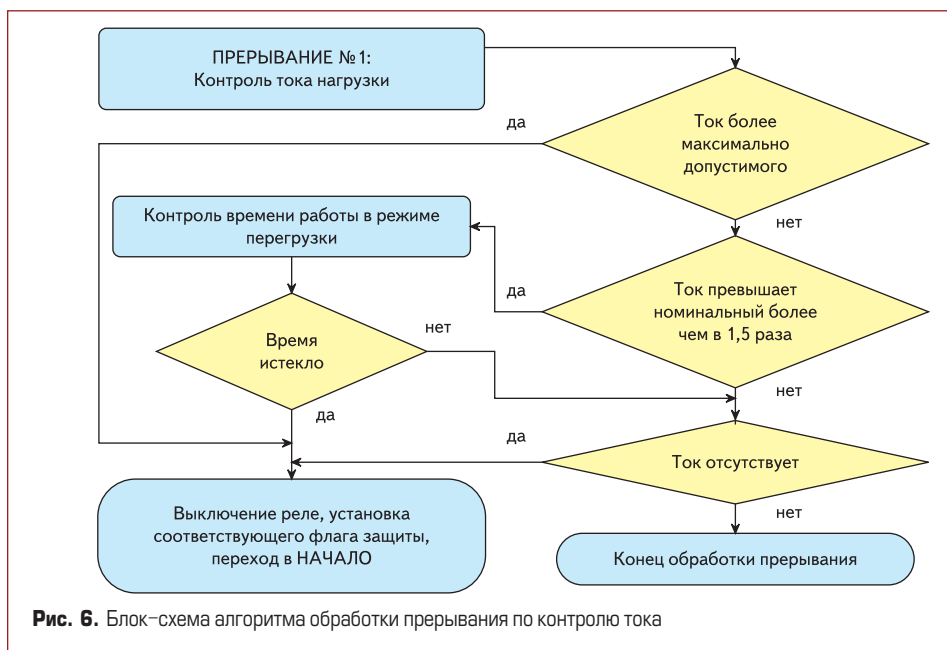 ПРЕРЫВАНИЕ №1:
Контроль тока нагрузки
да
Ток более
максимально
допустимого
нет
Контроль времени работы в режиме
перегрузки
да
Ток превышает
номинальный более
чем в 1,5 раза
нет
Время
истекло
нет
да
да
Ток отсутствует
нет
Выключение реле, установка
соответствующего флага защиты,
переход в НАЧАЛО
Конец обработки прерывания
Рис. 6. Блок-схема алгоритма обработки прерывания по контролю тока